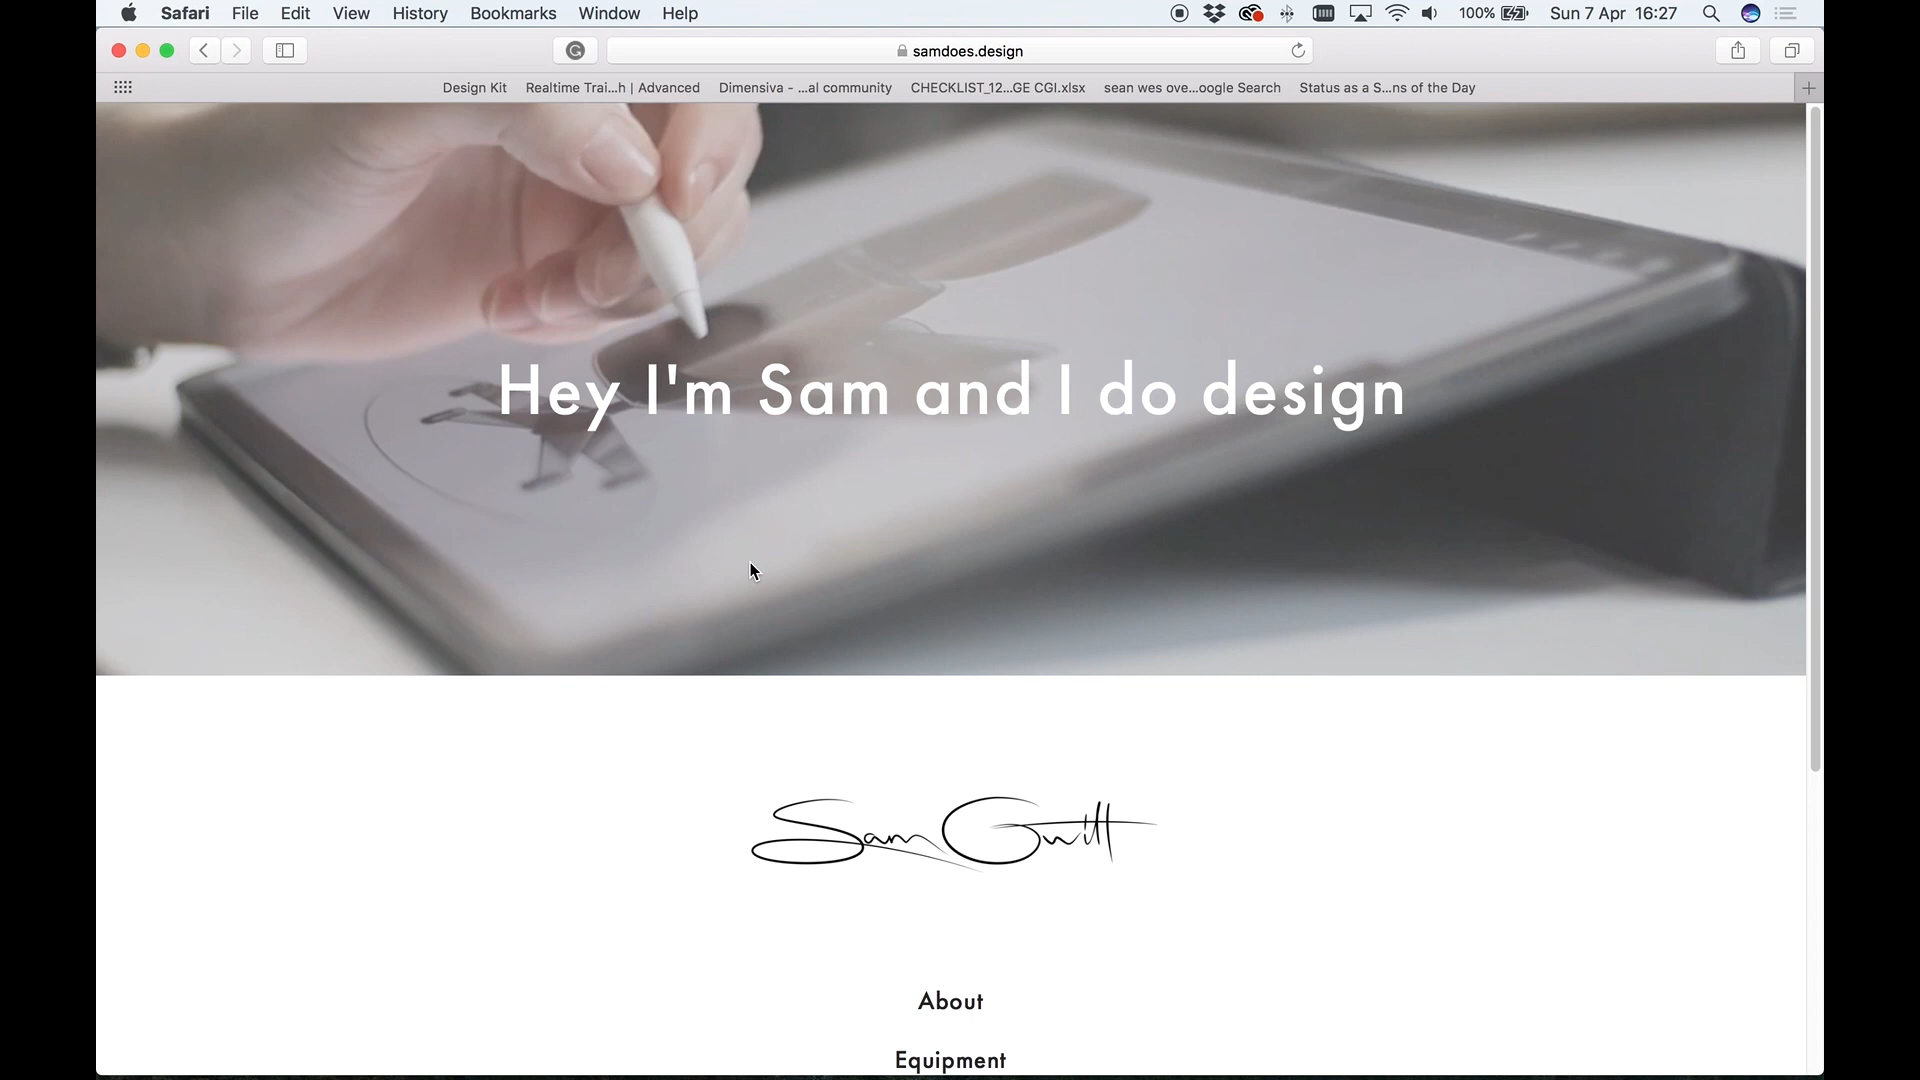 Safari File Edit View History Bookmarks Window Help 100% Sun 7 Apr 16:27
samdoes.design
Design Kit Realtime Trai...h | Advanced Dimensiva - ...al community CHECKLIST_12...GE CGI.xlsx sean wes ove...oogle Search Status as a S...ns of the Day
Hey I'm Sam and I do design
Sam Gwilt
About
Equipment